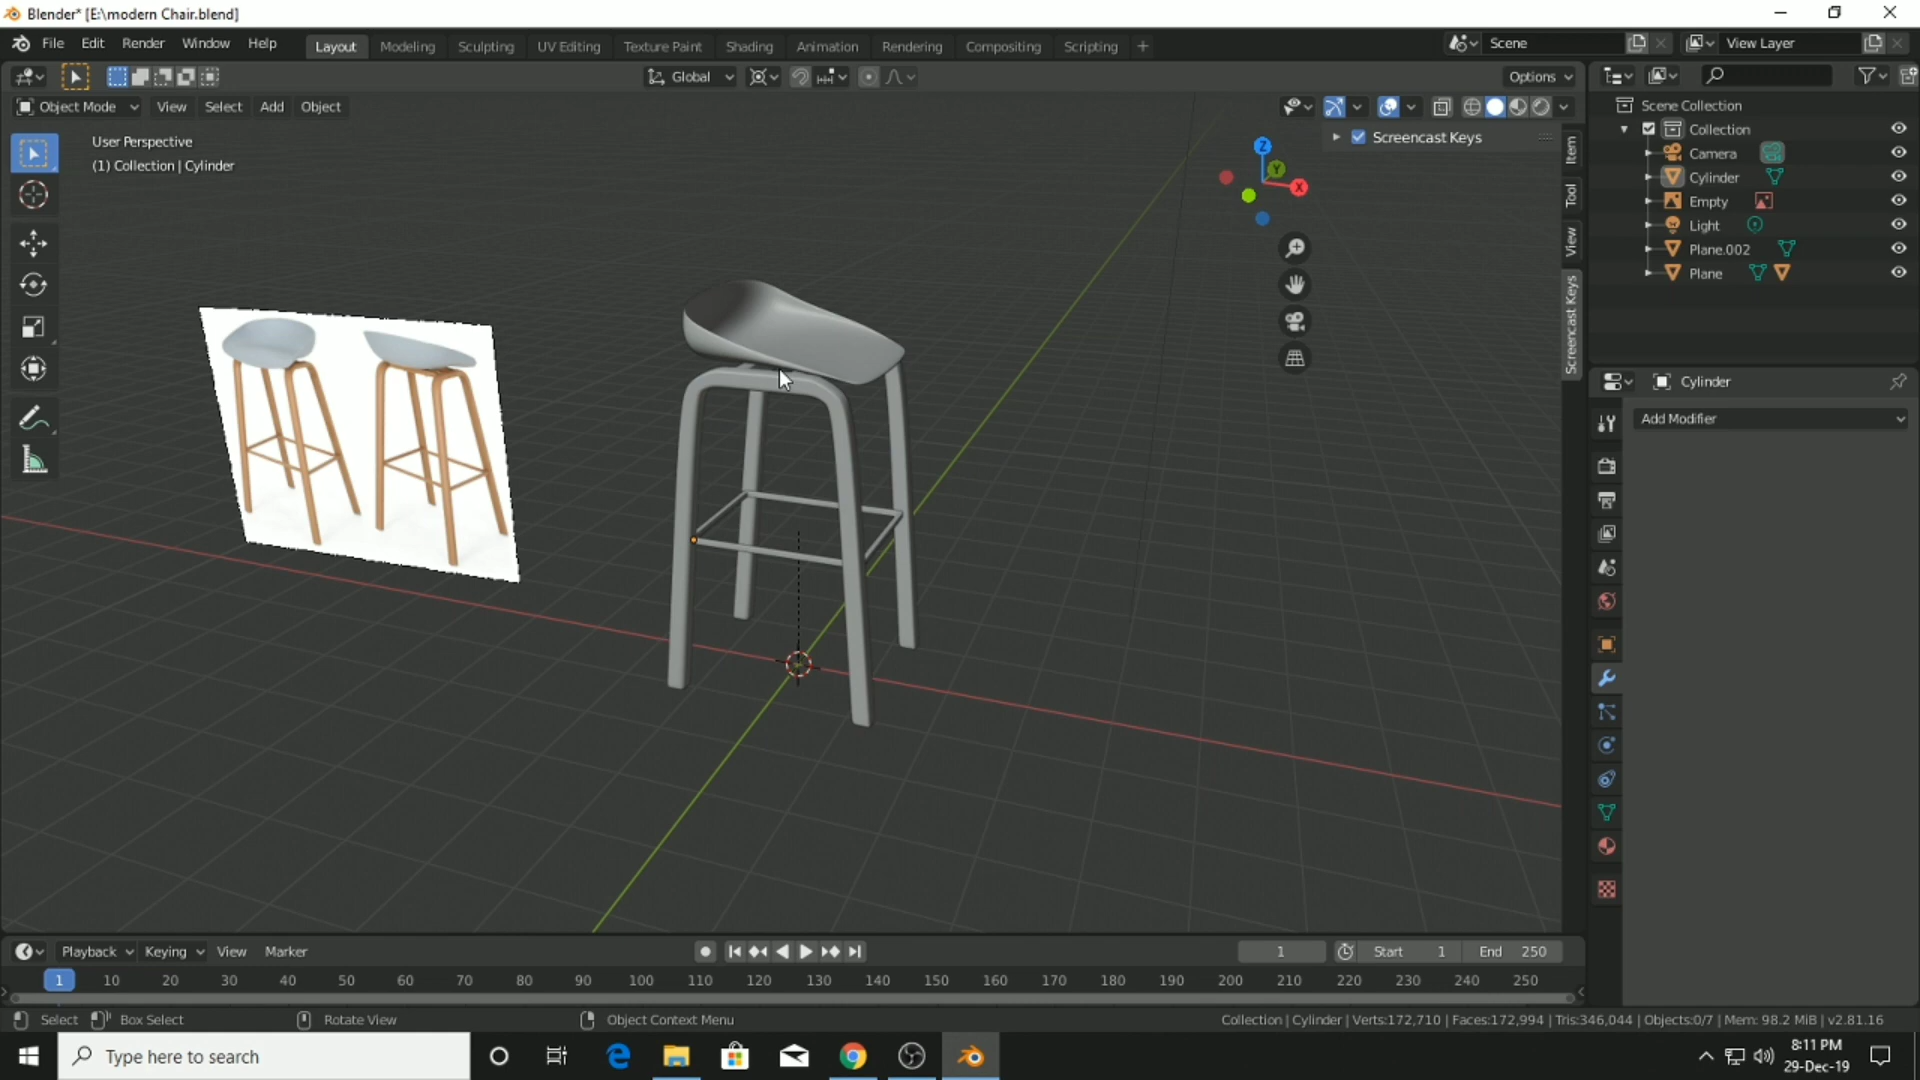 Blender* [E:\modern Chair.blend]
File Edit Render Window Help
Layout Modeling Sculpting UV Editing Texture Paint Shading Animation Rendering Compositing Scripting +
Scene
View Layer
Global
Options
Object Mode View Select Add Object
User Perspective
(1) Collection | Cylinder
Screencast Keys
Z
Y
X
Item
Tool
View
Screencast Keys
Scene Collection
Collection
Camera
Cylinder
Empty
Light
Plane.002
Plane
Cylinder
Add Modifier
Playback Keying View Marker
1
Start 1
End 250
1 10 20 30 40 50 60 70 80 90 100 110 120 130 140 150 160 170 180 190 200 210 220 230 240 250
Select Box Select Rotate View Object Context Menu
Collection | Cylinder | Verts:172,710 | Faces:172,994 | Tris:346,044 | Objects:0/7 | Mem: 98.2 MiB | v2.81.16
Type here to search
8:11 PM
29-Dec-19